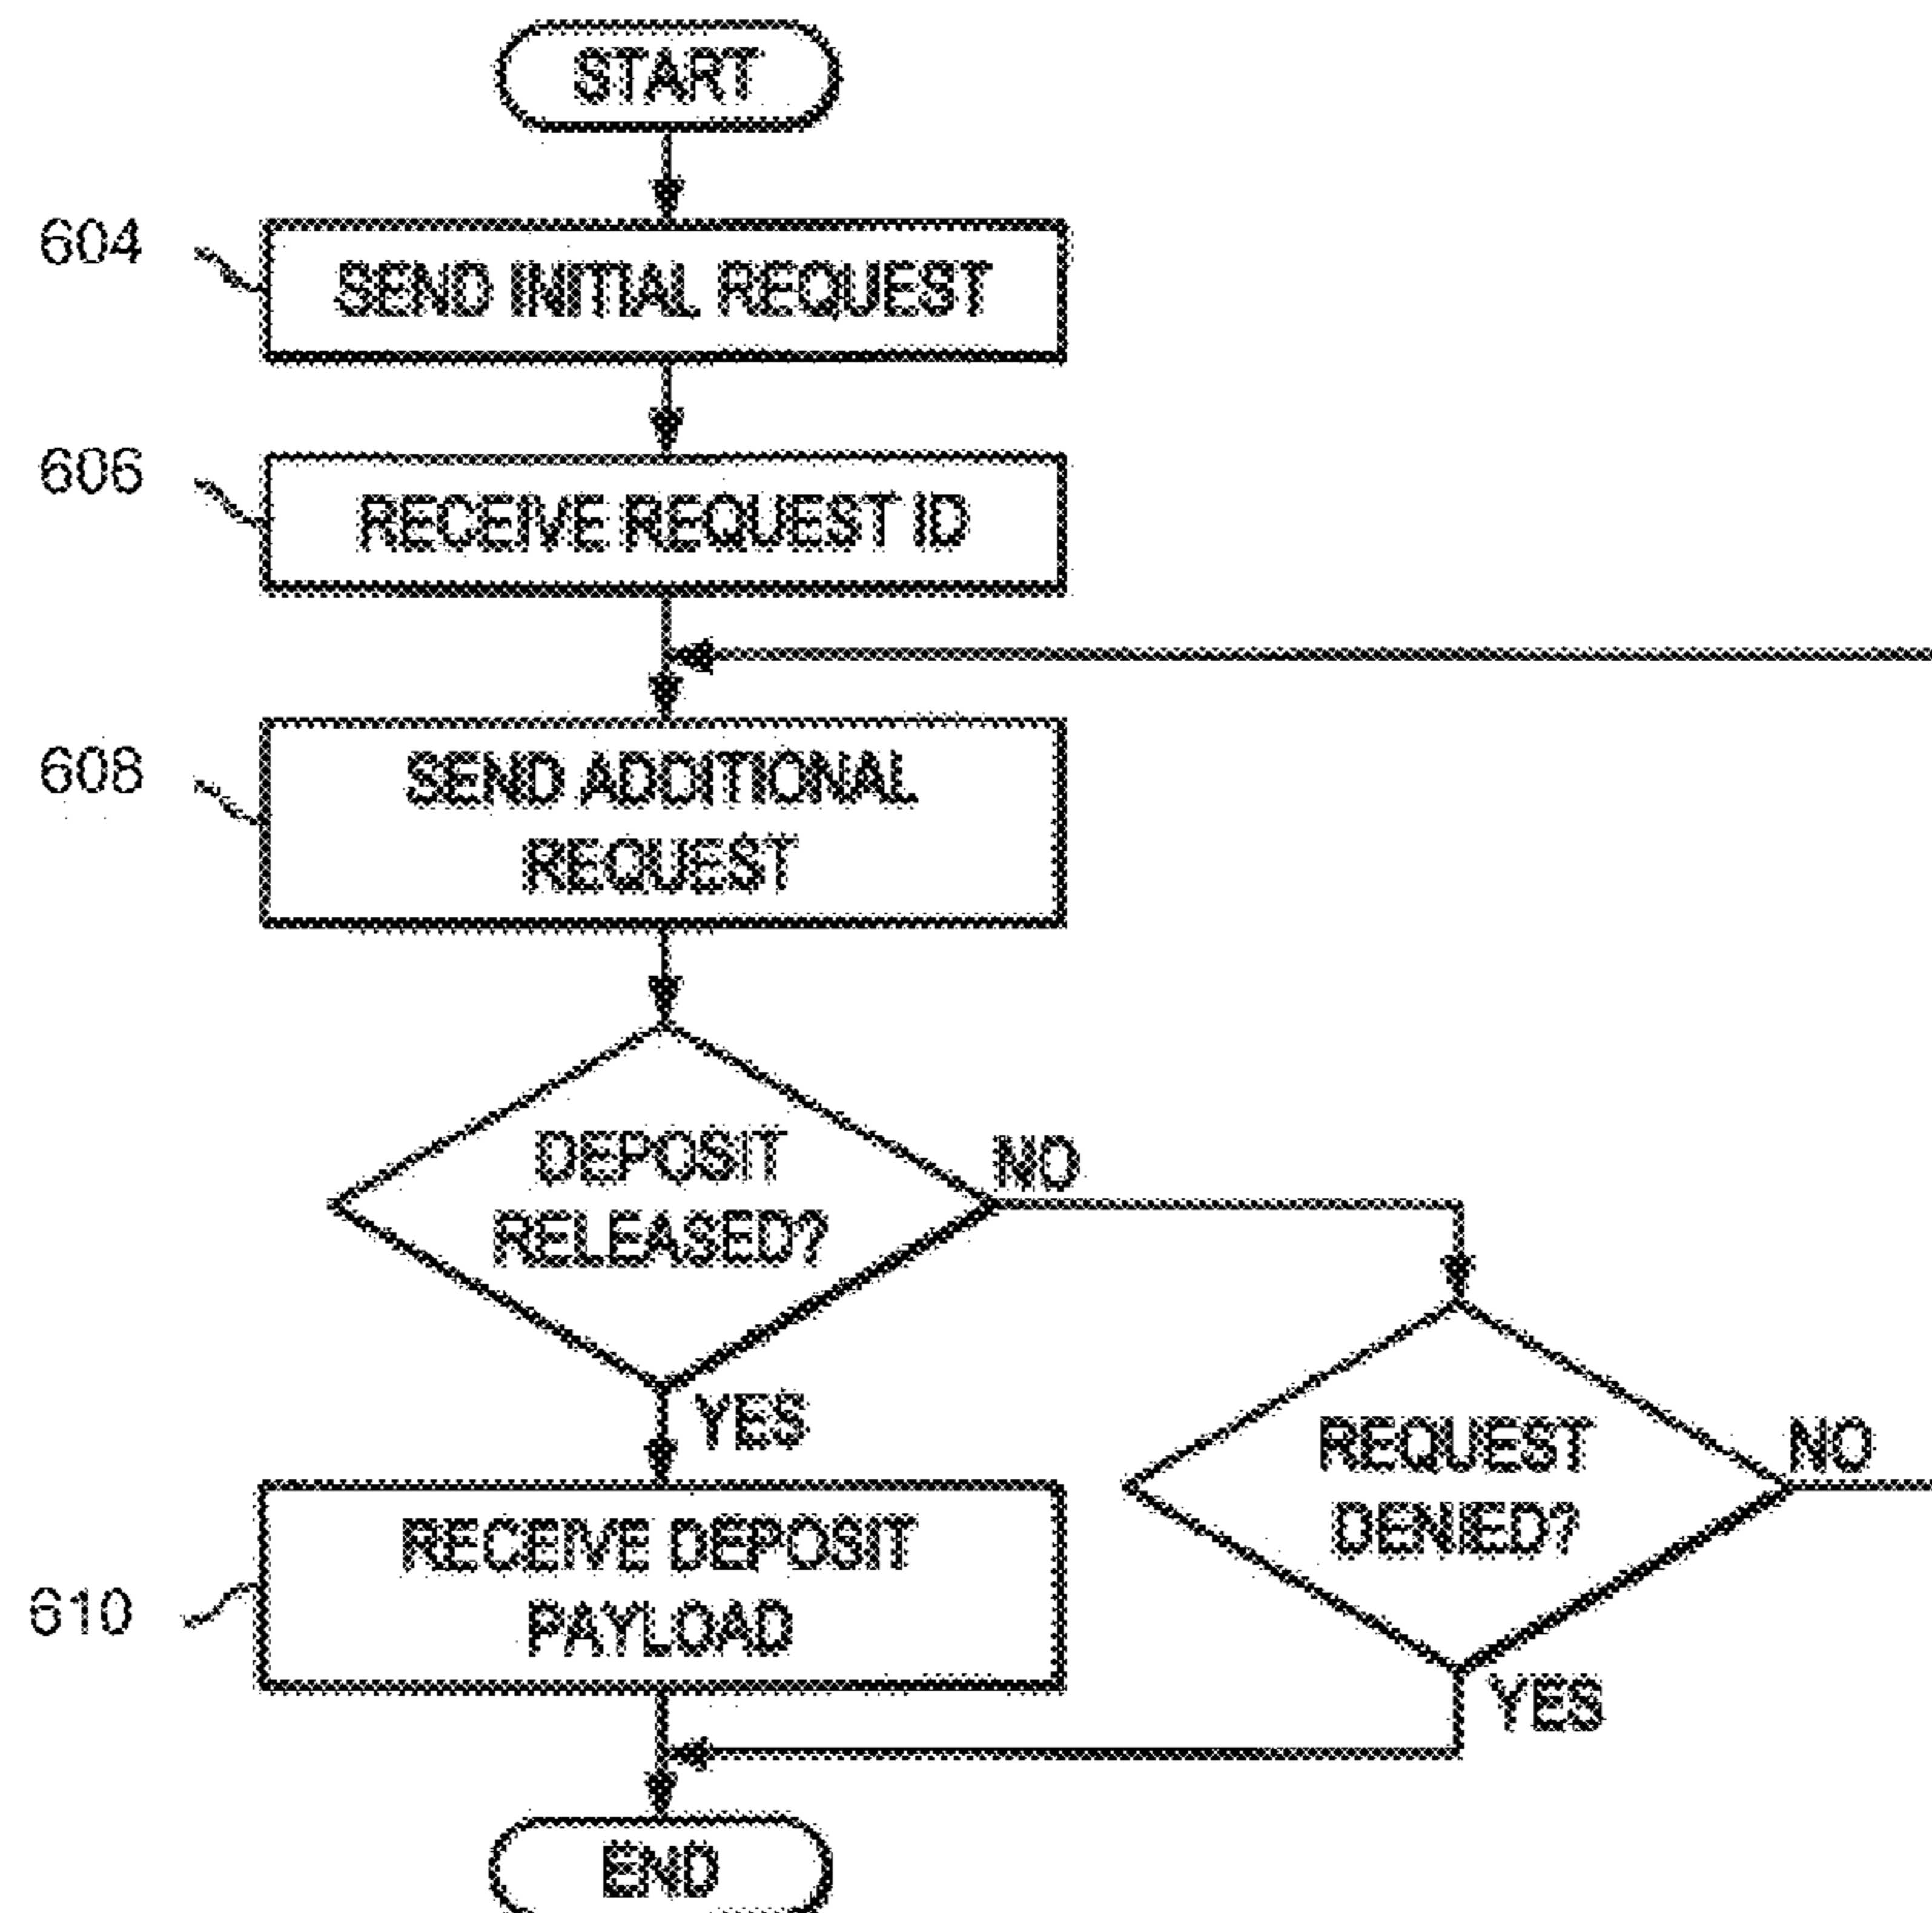 START
604
SEND INITIAL REQUEST
606
RECEIVE REQUEST ID
608
SEND ADDITIONAL
REQUEST
DEPOSIT
RELEASED?
NO
YES
REQUEST
DENIED?
NO
YES
610
RECEIVE DEPOSIT
PAYLOAD
END